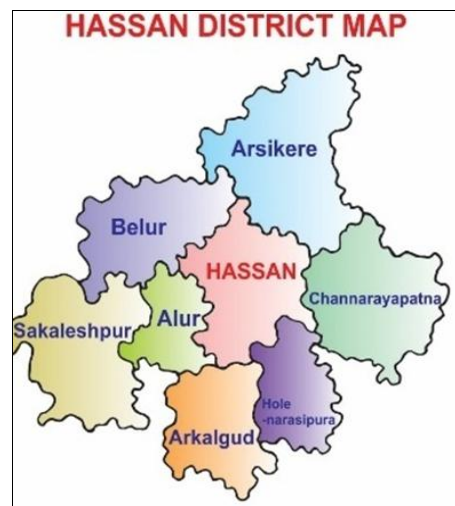 HASSAN DISTRICT MAP
Arsikere
Belur
HASSAN
Channarayapatna
Sakaleshpur
Alur
Hole
-narasipura
Arkalgud